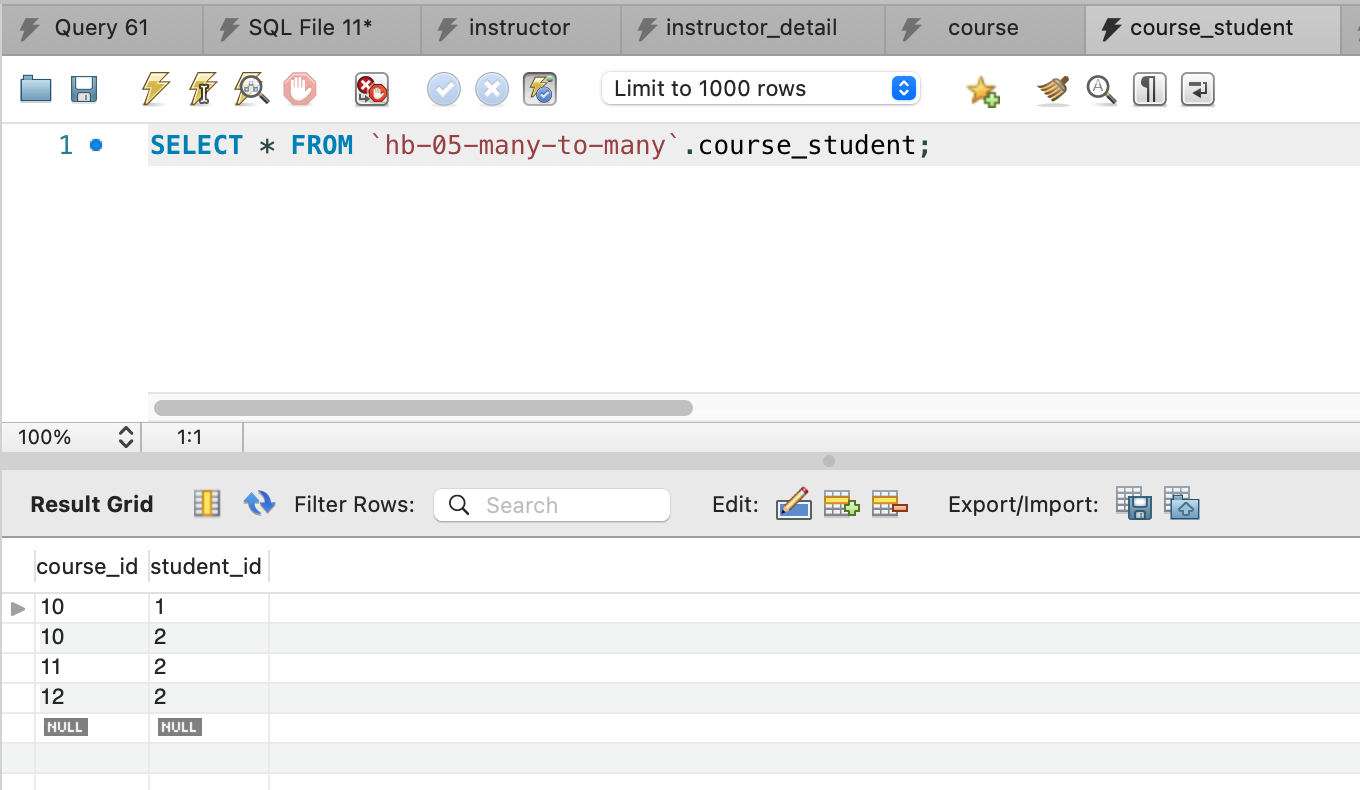 Query 61 SQL File 11* instructor instructor_detail course course_student
Limit to 1000 rows
1 SELECT * FROM `hb-05-many-to-many`.course_student;
100% 1:1
Result Grid Filter Rows: Search Edit: Export/Import:
course_id student_id
10 1
10 2
11 2
12 2
NULL NULL